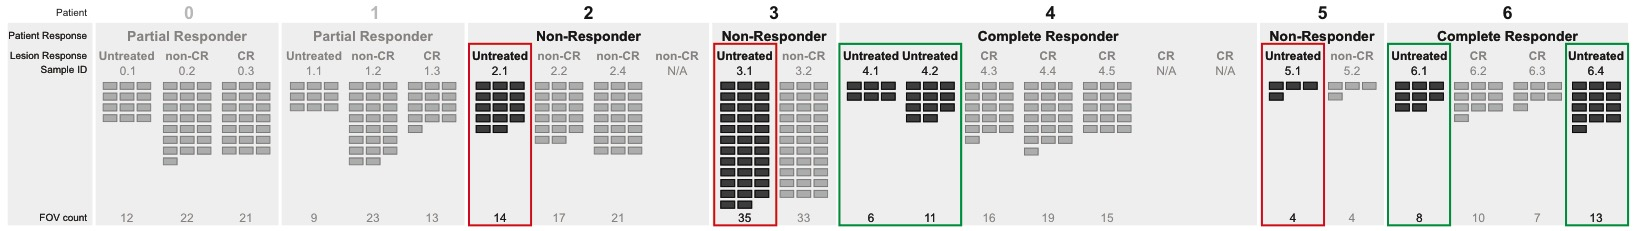 Patient 0 1 2 3 4 5 6
Patient Response Partial Responder Partial Responder Non-Responder Non-Responder Complete Responder Non-Responder Complete Responder
Lesion Response Untreated non-CR CR Untreated non-CR CR Untreated non-CR non-CR non-CR Untreated non-CR Untreated Untreated CR CR CR CR CR Untreated non-CR Untreated CR CR Untreated
Sample ID 0.1 0.2 0.3 1.1 1.2 1.3 2.1 2.2 2.4 N/A 3.1 3.2 4.1 4.2 4.3 4.4 4.5 N/A N/A 5.1 5.2 6.1 6.2 6.3 6.4
FOV count 12 22 21 9 23 13 14 17 21 35 33 6 11 16 19 15 4 4 8 10 7 13